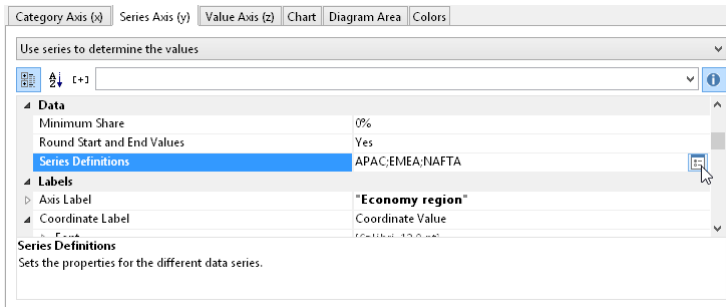 Category Axis {x} Series Axis {y} Value Axis {z} Chart Diagram Area Colors
Use series to determine the values
Data
Minimum Share 0%
Round Start and End Values Yes
Series Definitions APAC;EMEA;NAFTA
Labels
Axis Label "Economy region"
Coordinate Label Coordinate Value
Series Definitions
Sets the properties for the different data series.